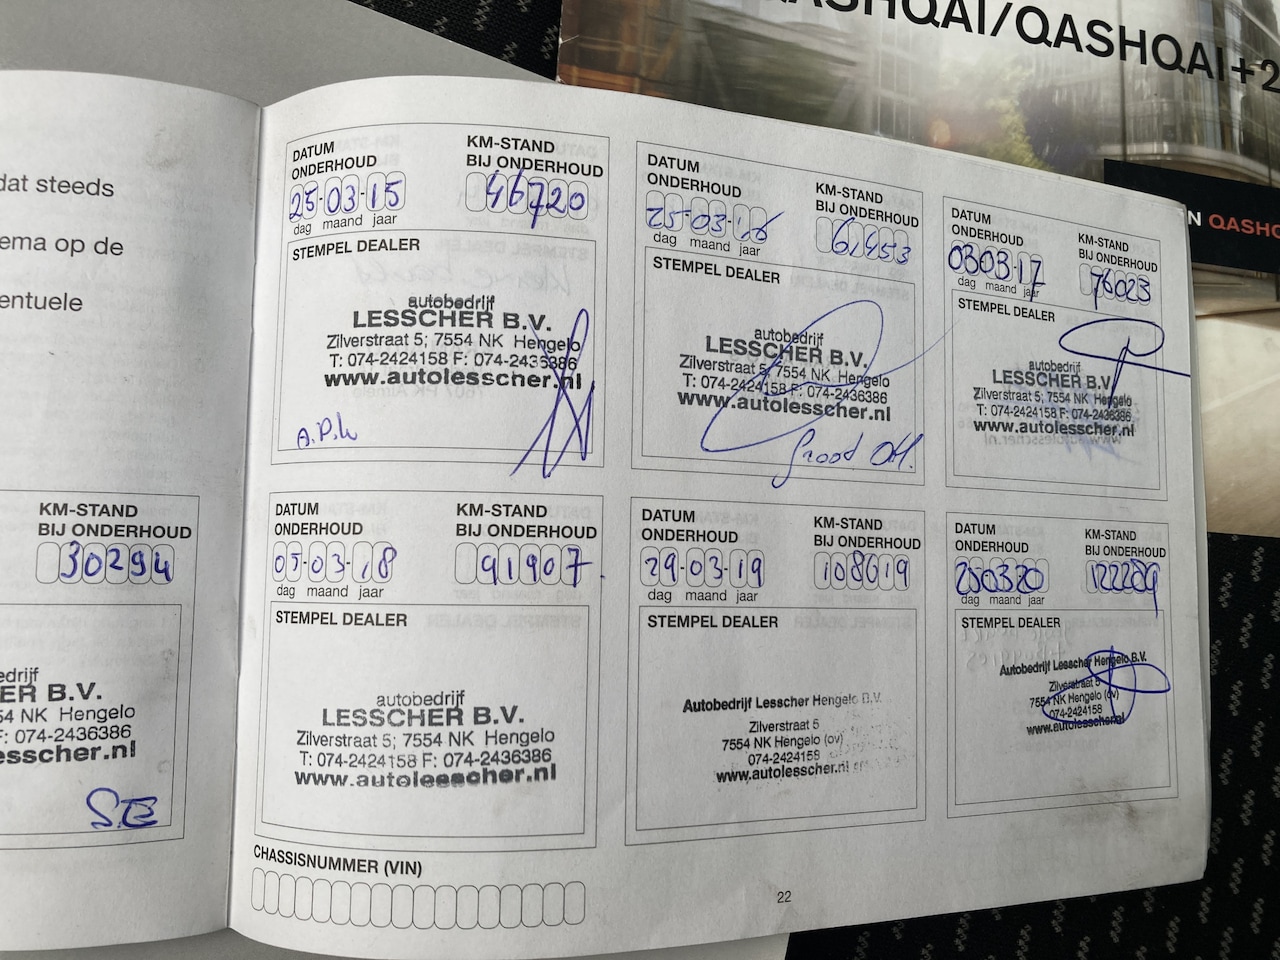 QASHQAI/QASHQAI+2
QASHQ
dat steeds
ema op de
entuele
KM-STAND
BIJ ONDERHOUD
30294
edrijf
ER B.V.
54 NK Hengelo
F: 074-2436386
esscher.nl
DATUM
ONDERHOUD
25-03-15
dag maand jaar
KM-STAND
BIJ ONDERHOUD
46720
STEMPEL DEALER
autobedrijf
LESSCHER B.V.
Zilverstraat 5; 7554 NK Hengelo
T: 074-2424158 F: 074-2436386
www.autolesscher.nl
A.P.k
DATUM
ONDERHOUD
25-03-16
dag maand jaar
KM-STAND
BIJ ONDERHOUD
61453
STEMPEL DEALER
autobedrijf
LESSCHER B.V.
Zilverstraat 5; 7554 NK Hengelo
T: 074-2424158 F: 074-2436386
www.autolesscher.nl
groot OH.
DATUM
ONDERHOUD
030317
dag maand jaar
KM-STAND
BIJ ONDERHOUD
76023
STEMPEL DEALER
autobedrijf
LESSCHER B.V.
Zilverstraat 5; 7554 NK Hengelo
T: 074-2424158 F: 074-2436386
www.autolesscher.nl
DATUM
ONDERHOUD
05-03-18
dag maand jaar
KM-STAND
BIJ ONDERHOUD
91907
STEMPEL DEALER
autobedrijf
LESSCHER B.V.
Zilverstraat 5; 7554 NK Hengelo
T: 074-2424158 F: 074-2436386
www.autolesscher.nl
DATUM
ONDERHOUD
29-03-19
dag maand jaar
KM-STAND
BIJ ONDERHOUD
108619
STEMPEL DEALER
Autobedrijf Lesscher Hengelo B.V.
Zilverstraat 5
7554 NK Hengelo (ov)
074-2424158
www.autolesscher.nl
DATUM
ONDERHOUD
250320
dag maand jaar
KM-STAND
BIJ ONDERHOUD
122289
STEMPEL DEALER
Autobedrijf Lesscher Hengelo B.V.
Zilverstraat 5
7554 NK Hengelo (ov)
074-2424158
www.autolesscher.nl
CHASSISNUMMER (VIN)
22